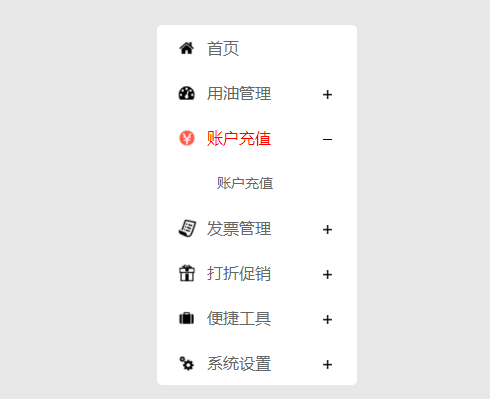 首页
用油管理 +
账户充值 −
账户充值
发票管理 +
打折促销 +
便捷工具 +
系统设置 +